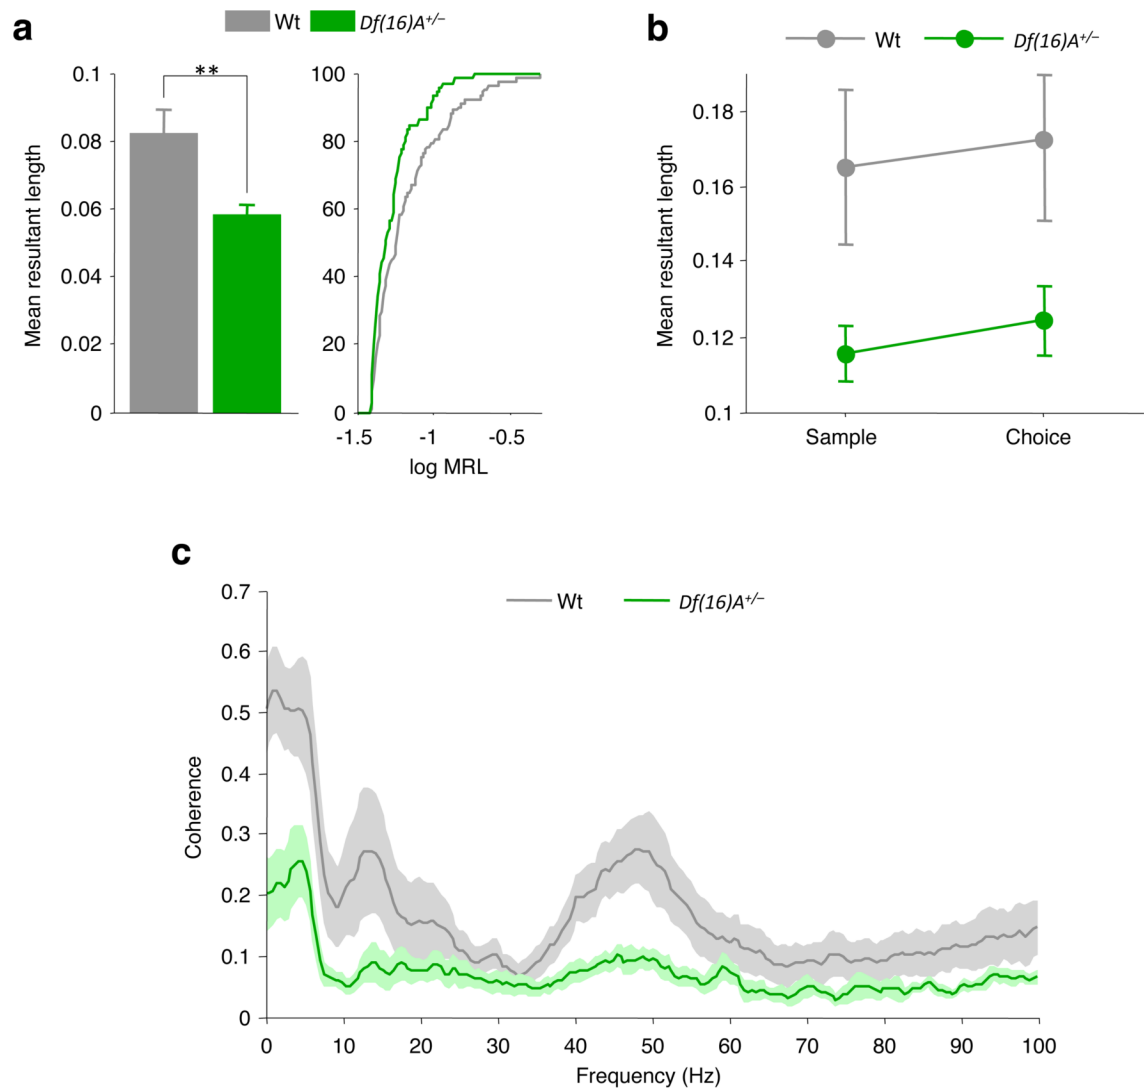 a
Wt Df(16)A+/–
Mean resultant length
0.1
0.08
0.06
0.04
0.02
0
**
100
80
60
40
20
0
-1.5 -1 -0.5
log MRL
b
Wt Df(16)A+/–
Mean resultant length
0.18
0.16
0.14
0.12
0.1
Sample Choice
c
Wt Df(16)A+/–
Coherence
0.7
0.6
0.5
0.4
0.3
0.2
0.1
0
0 10 20 30 40 50 60 70 80 90 100
Frequency (Hz)